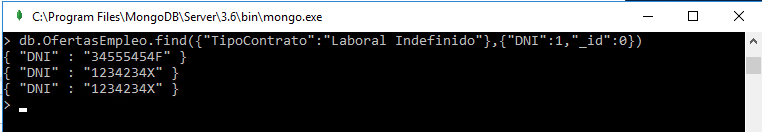 C:\Program Files\MongoDB\Server\3.6\bin\mongo.exe
> db.OfertasEmpleo.find({"TipoContrato":"Laboral Indefinido"},{"DNI":1,"_id":0})
{ "DNI" : "34555454F" }
{ "DNI" : "1234234X" }
{ "DNI" : "1234234X" }
>